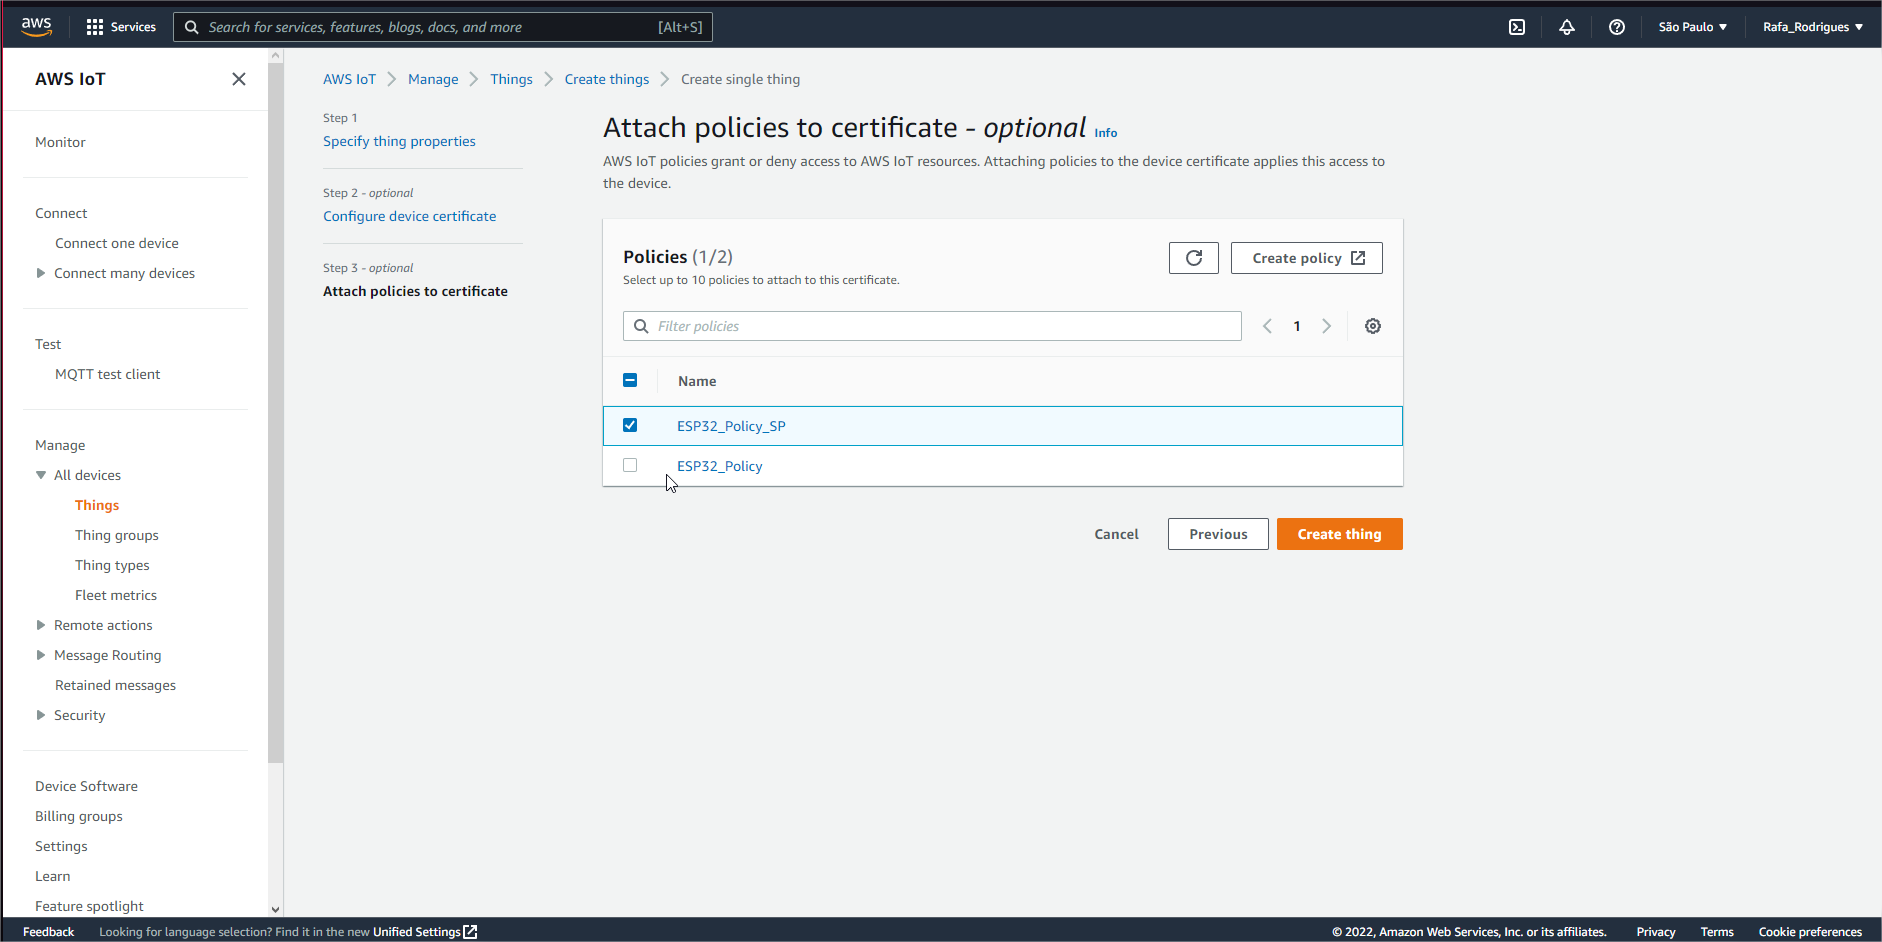 aws
Services
Search for services, features, blogs, docs, and more
[Alt+S]
São Paulo
Rafa_Rodrigues
AWS IoT
Monitor
Connect
Connect one device
Connect many devices
Test
MQTT test client
Manage
All devices
Things
Thing groups
Thing types
Fleet metrics
Remote actions
Message Routing
Retained messages
Security
Device Software
Billing groups
Settings
Learn
Feature spotlight
AWS IoT
Manage
Things
Create things
Create single thing
Step 1
Specify thing properties
Step 2 - optional
Configure device certificate
Step 3 - optional
Attach policies to certificate
Attach policies to certificate - optional Info
AWS IoT policies grant or deny access to AWS IoT resources. Attaching policies to the device certificate applies this access to
the device.
Policies (1/2)
Select up to 10 policies to attach to this certificate.
Create policy
Filter policies
1
Name
ESP32_Policy_SP
ESP32_Policy
Cancel
Previous
Create thing
Feedback
Looking for language selection? Find it in the new Unified Settings
© 2022, Amazon Web Services, Inc. or its affiliates.
Privacy
Terms
Cookie preferences